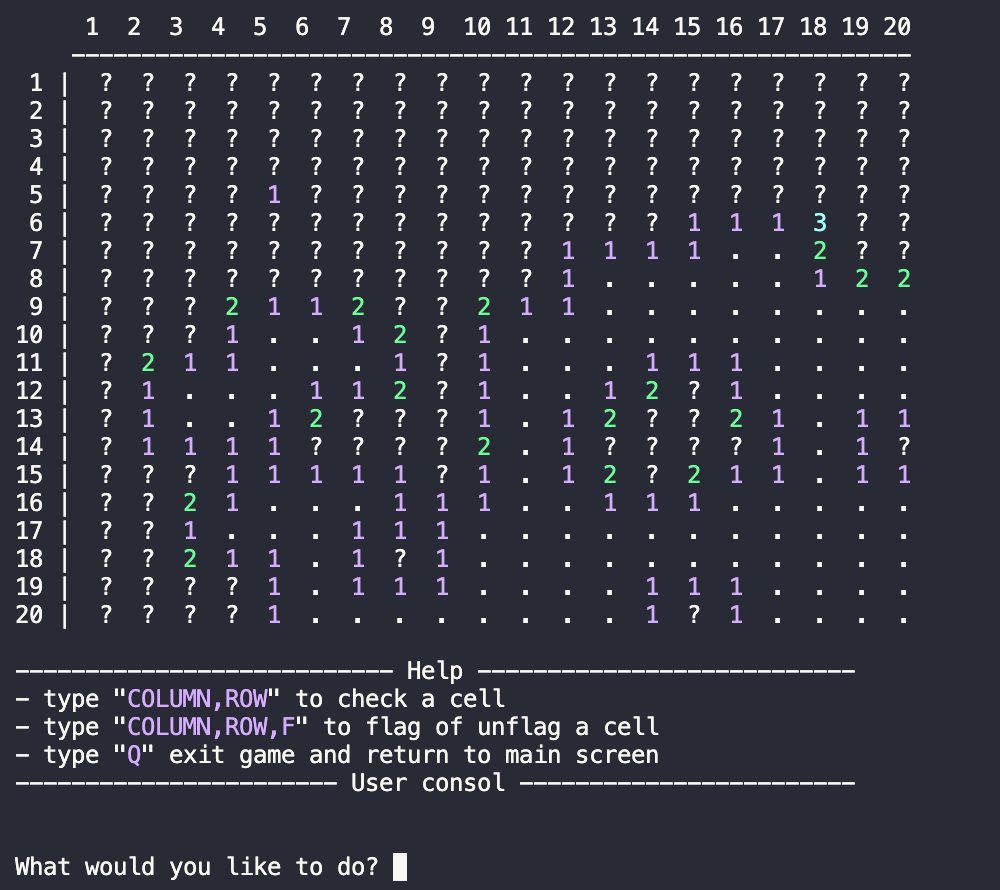 1 2 3 4 5 6 7 8 9 10 11 12 13 14 15 16 17 18 19 20
————————————————————————————————————————————————————————————
1 | ? ? ? ? ? ? ? ? ? ? ? ? ? ? ? ? ? ? ? ?
2 | ? ? ? ? ? ? ? ? ? ? ? ? ? ? ? ? ? ? ? ?
3 | ? ? ? ? ? ? ? ? ? ? ? ? ? ? ? ? ? ? ? ?
4 | ? ? ? ? ? ? ? ? ? ? ? ? ? ? ? ? ? ? ? ?
5 | ? ? ? ? 1 ? ? ? ? ? ? ? ? ? ? ? ? ? ? ?
6 | ? ? ? ? ? ? ? ? ? ? ? ? ? ? 1 1 1 3 ? ?
7 | ? ? ? ? ? ? ? ? ? ? ? 1 1 1 1 . . 2 ? ?
8 | ? ? ? ? ? ? ? ? ? ? ? 1 . . . . . 1 2 2
9 | ? ? ? 2 1 1 2 ? ? 2 1 1 . . . . . . . .
10 | ? ? ? 1 . . 1 2 ? 1 . . . . . . . . . .
11 | ? 2 1 1 . . . 1 ? 1 . . . 1 1 1 . . . .
12 | ? 1 . . . 1 1 2 ? 1 . . 1 2 ? 1 . . . .
13 | ? 1 . . 1 2 ? ? ? 1 . 1 2 ? ? 2 1 . 1 1
14 | ? 1 1 1 1 ? ? ? ? 2 . 1 ? ? ? ? 1 . 1 ?
15 | ? ? ? 1 1 1 1 1 ? 1 . 1 2 ? 2 1 1 . 1 1
16 | ? ? 2 1 . . . 1 1 1 . . 1 1 1 . . . . .
17 | ? ? 1 . . . 1 1 1 . . . . . . . . . . .
18 | ? ? 2 1 1 . 1 ? 1 . . . . . . . . . . .
19 | ? ? ? ? 1 . 1 1 1 . . . . 1 1 1 . . . .
20 | ? ? ? ? 1 . . . . . . . . 1 ? 1 . . . .
——————————————————————————— Help ———————————————————————————
– type "COLUMN,ROW" to check a cell
– type "COLUMN,ROW,F" to flag of unflag a cell
– type "Q" exit game and return to main screen
——————————————————————— User consol ————————————————————————
What would you like to do?